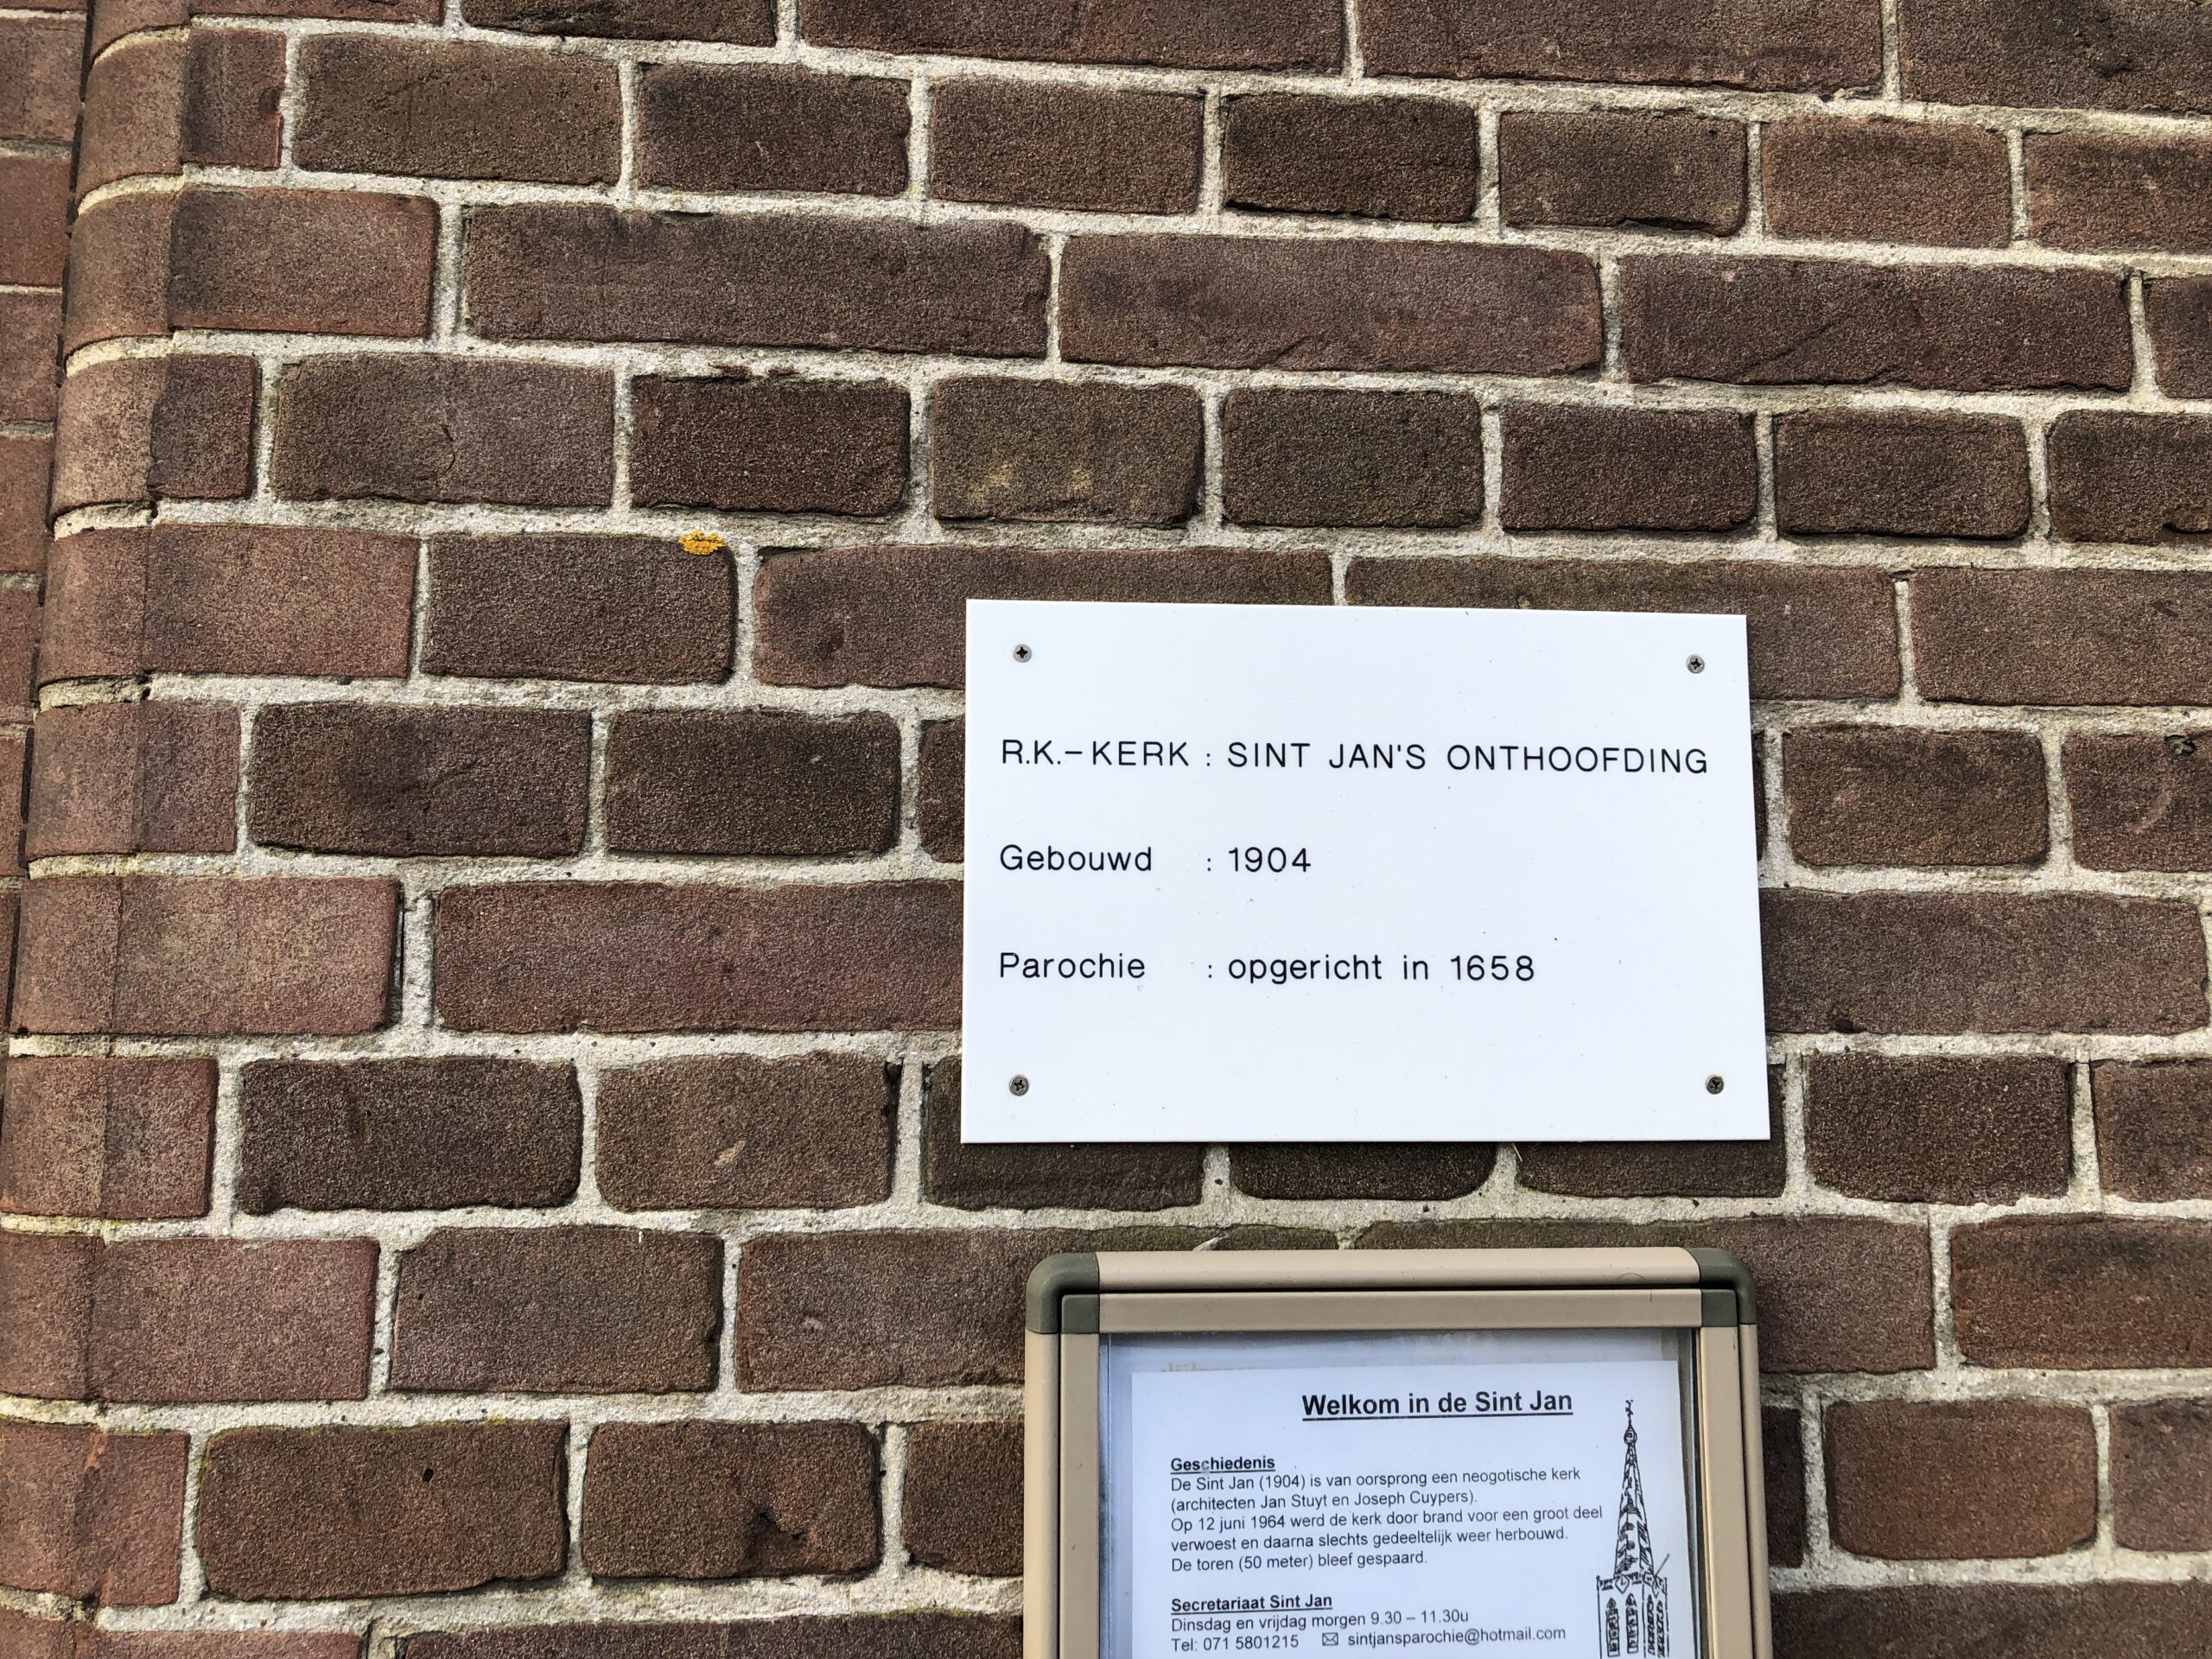 R.K.-KERK : SINT JAN'S ONTHOOFDING
Gebouwd : 1904
Parochie : opgericht in 1658
Welkom in de Sint Jan
Geschiedenis
De Sint Jan (1904) is van oorsprong een neogotische kerk
(architecten Jan Stuyt en Joseph Cuypers).
Op 12 juni 1964 werd de kerk door brand voor een groot deel
verwoest en daarna slechts gedeeltelijk weer herbouwd.
De toren (50 meter) bleef gespaard.
Secretariaat Sint Jan
Dinsdag en vrijdag morgen 9.30 – 11.30u
Tel: 071 5801215 ✉ sintjansparochie@hotmail.com